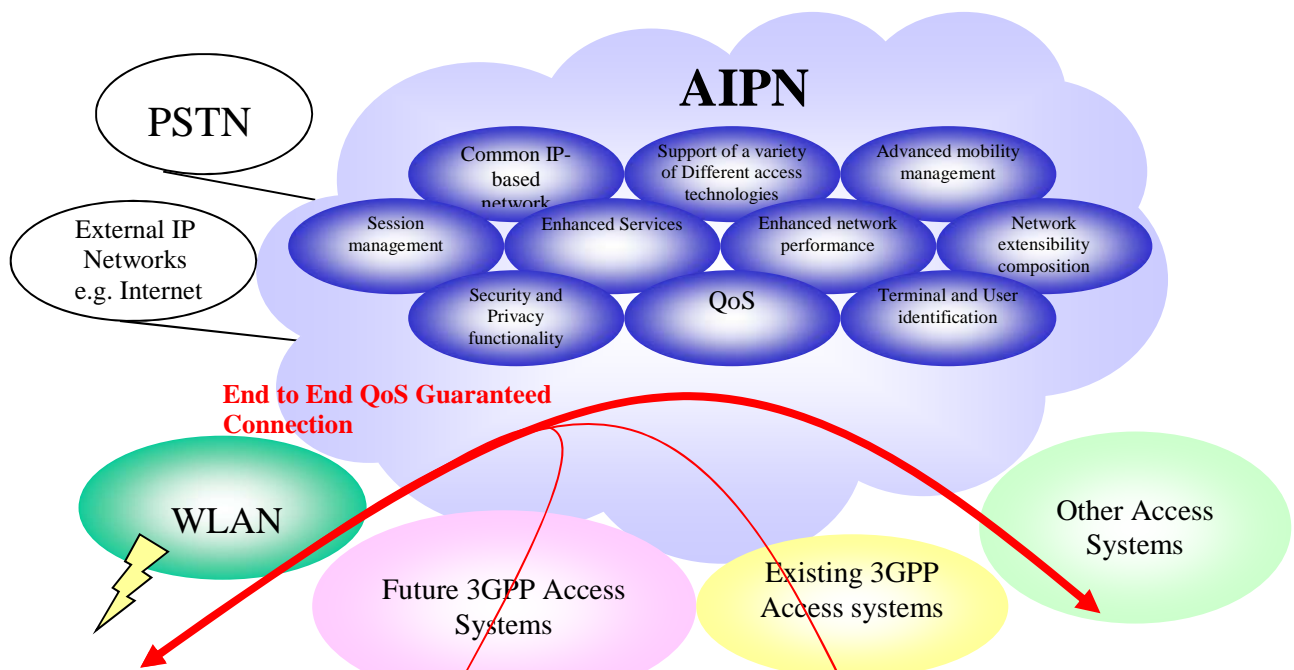 AIPN
PSTN
Common IP-
based
network
Support of a variety
of Different access
technologies
Advanced mobility
management
External IP
Networks
e.g. Internet
Session
management
Enhanced Services
Enhanced network
performance
Network
extensibility
composition
Security and
Privacy
functionality
QoS
Terminal and User
identification
End to End QoS Guaranteed
Connection
WLAN
Future 3GPP Access
Systems
Existing 3GPP
Access systems
Other Access
Systems